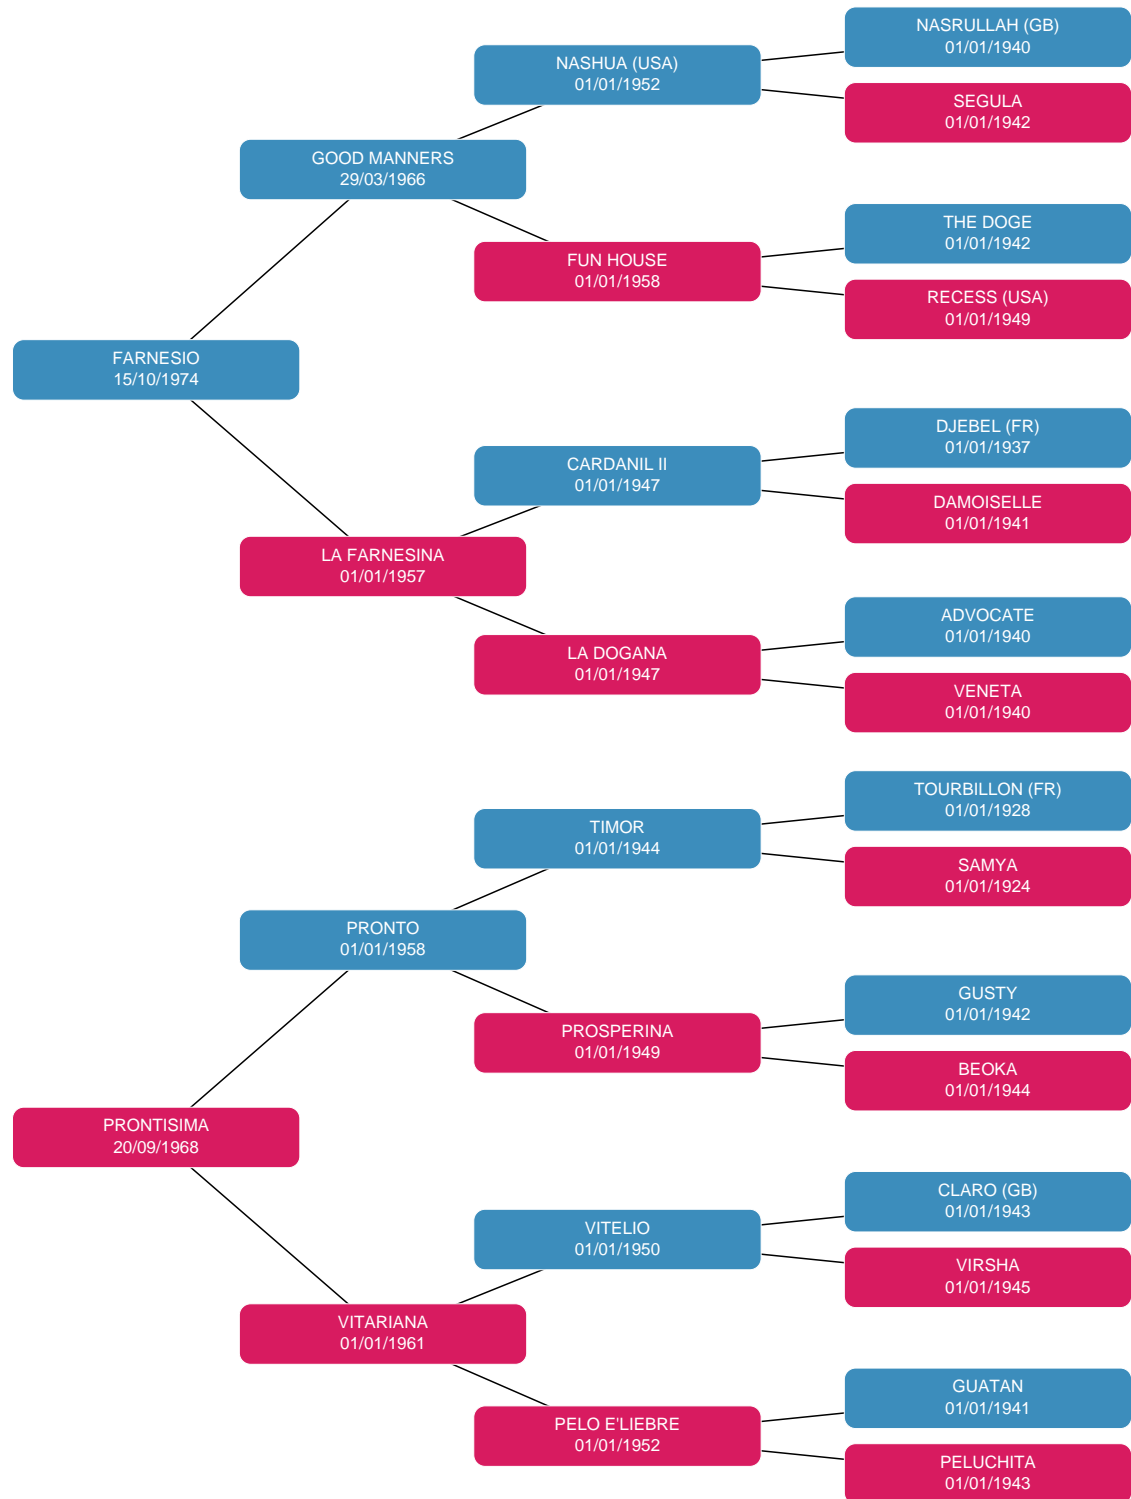 NASRULLAH (GB)
01/01/1940
NASHUA (USA)
01/01/1952
SEGULA
01/01/1942
GOOD MANNERS
29/03/1966
THE DOGE
01/01/1942
FUN HOUSE
01/01/1958
RECESS (USA)
01/01/1949
FARNESIO
15/10/1974
DJEBEL (FR)
01/01/1937
CARDANIL II
01/01/1947
DAMOISELLE
01/01/1941
LA FARNESINA
01/01/1957
ADVOCATE
01/01/1940
LA DOGANA
01/01/1947
VENETA
01/01/1940
TOURBILLON (FR)
01/01/1928
TIMOR
01/01/1944
SAMYA
01/01/1924
PRONTO
01/01/1958
GUSTY
01/01/1942
PROSPERINA
01/01/1949
BEOKA
01/01/1944
PRONTISIMA
20/09/1968
CLARO (GB)
01/01/1943
VITELIO
01/01/1950
VIRSHA
01/01/1945
VITARIANA
01/01/1961
GUATAN
01/01/1941
PELO E'LIEBRE
01/01/1952
PELUCHITA
01/01/1943